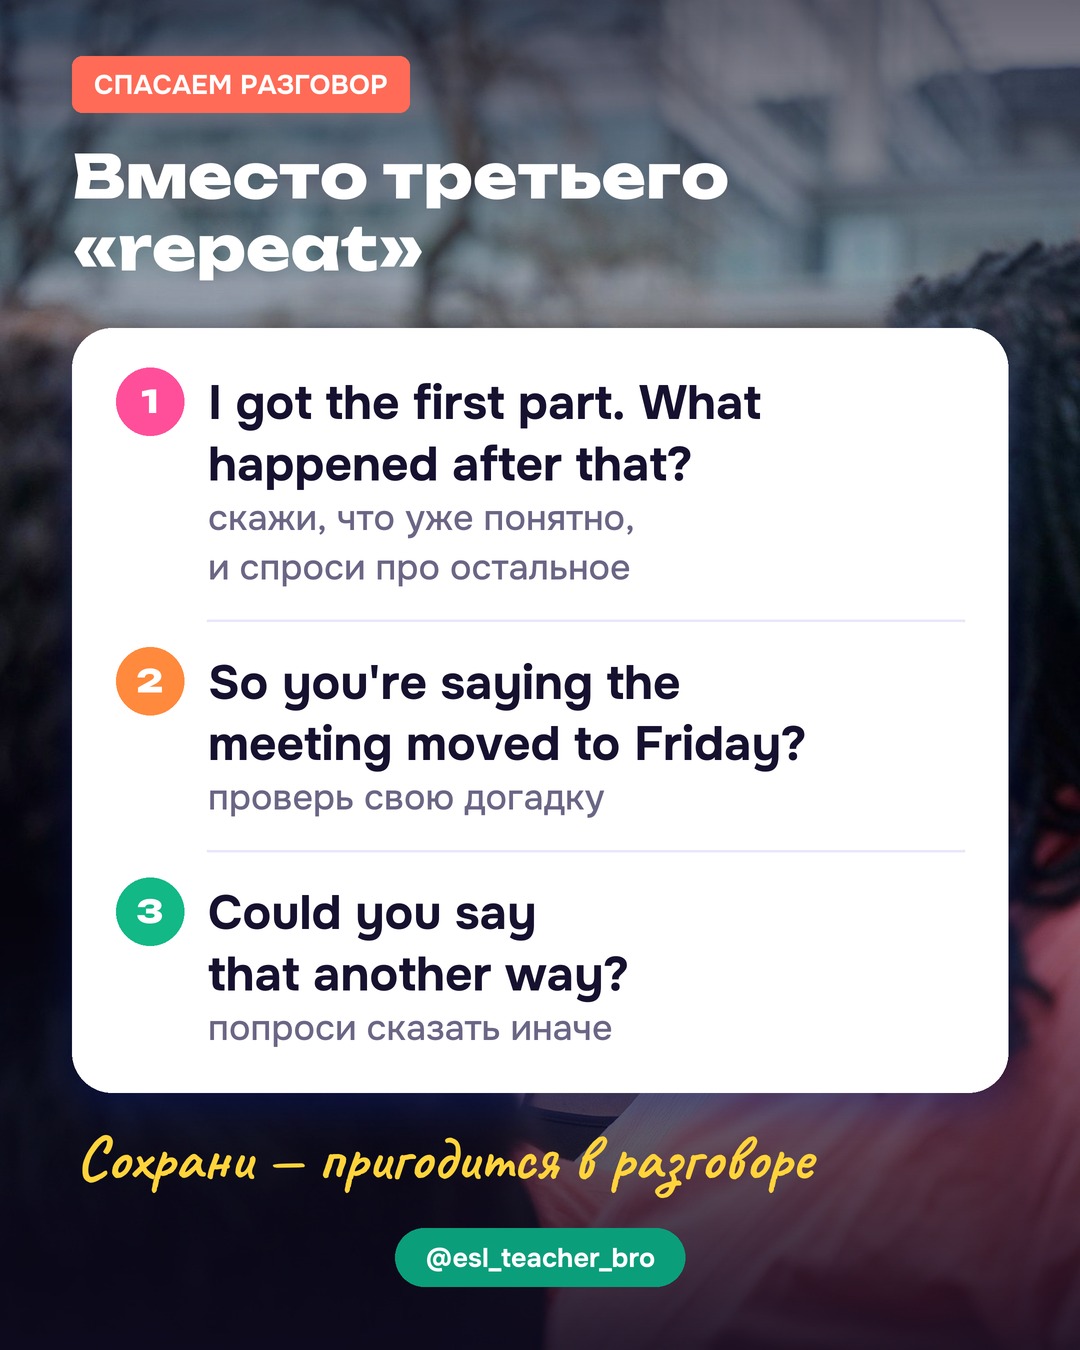 СПАСАЕМ РАЗГОВОР
Вместо третьего
«repeat»
1
I got the first part. What
happened after that?
скажи, что уже понятно,
и спроси про остальное
2
So you're saying the
meeting moved to Friday?
проверь свою догадку
3
Could you say
that another way?
попроси сказать иначе
Сохрани — пригодится в разговоре
@esl_teacher_bro